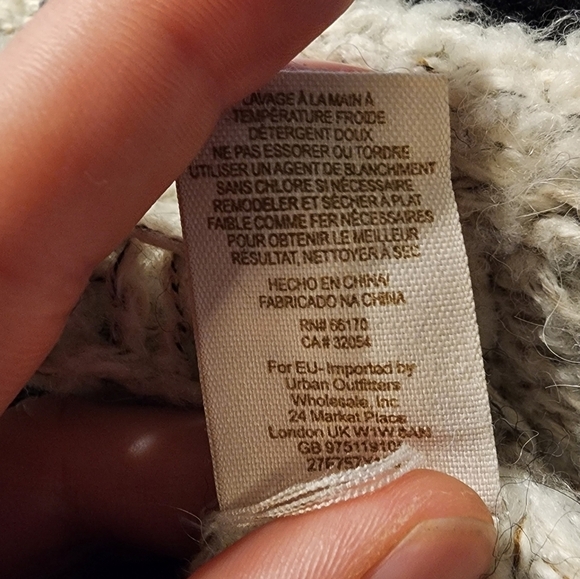 LAVAGE À LA MAIN À
TEMPÉRATURE FROIDE
DÉTERGENT DOUX
NE PAS ESSORER OU TORDRE
UTILISER UN AGENT DE BLANCHIMENT
SANS CHLORE SI NÉCESSAIRE
REMODELER ET SÉCHER À PLAT
FAIBLE COMME FER NÉCESSAIRES
POUR OBTENIR LE MEILLEUR
RÉSULTAT, NETTOYER À SEC
HECHO EN CHINA/
FABRICADO NA CHINA
RN# 66170
CA# 32054
For EU- Imported by
Urban Outfitters
Wholesale, Inc
24 Market Place
London UK
GB